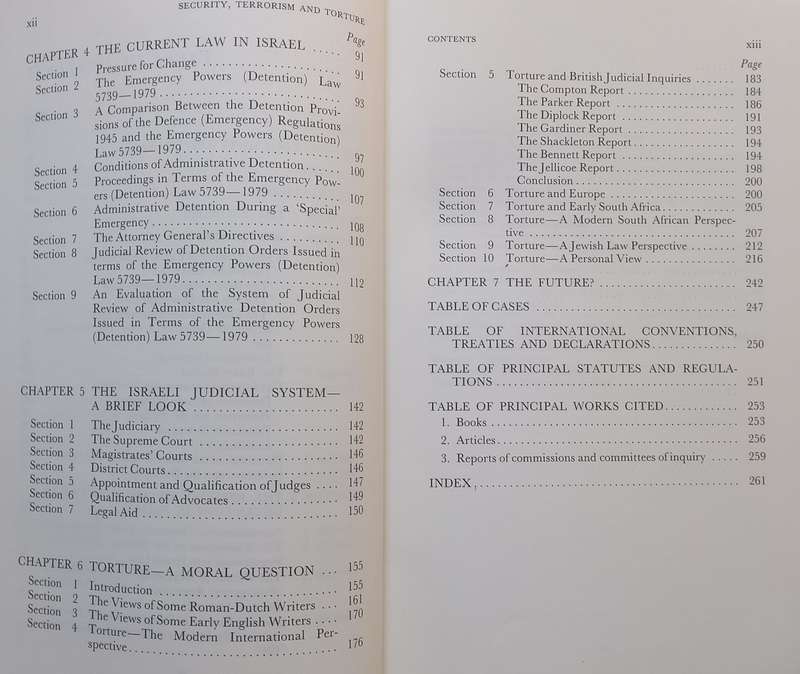 xii
SECURITY, TERRORISM AND TORTURE
Page
CHAPTER 4 THE CURRENT LAW IN ISRAEL ..... 91
Section 1 Pressure for Change .................... 91
Section 2 The Emergency Powers (Detention) Law
5739—1979 .................... 93
Section 3 A Comparison Between the Detention Provi-
sions of the Defence (Emergency) Regulations
1945 and the Emergency Powers (Detention)
Law 5739—1979 .................... 97
Section 4 Conditions of Administrative Detention ...... 100
Section 5 Proceedings in Terms of the Emergency Pow-
ers (Detention) Law 5739—1979 ........... 107
Section 6 Administrative Detention During a ‘Special’
Emergency .................... 108
Section 7 The Attorney General's Directives .......... 110
Section 8 Judicial Review of Detention Orders Issued in
terms of the Emergency Powers (Detention)
Law 5739—1979 .................... 112
Section 9 An Evaluation of the System of Judicial
Review of Administrative Detention Orders
Issued in Terms of the Emergency Powers
(Detention) Law 5739—1979 .............. 128
CHAPTER 5 THE ISRAELI JUDICIAL SYSTEM—
A BRIEF LOOK .................... 142
Section 1 The Judiciary .................... 142
Section 2 The Supreme Court .................... 142
Section 3 Magistrates' Courts .................... 146
Section 4 District Courts .................... 146
Section 5 Appointment and Qualification of Judges .... 147
Section 6 Qualification of Advocates .................... 149
Section 7 Legal Aid .................... 150
CHAPTER 6 TORTURE—A MORAL QUESTION ... 155
Section 1 Introduction .................... 155
Section 2 The Views of Some Roman-Dutch Writers ... 161
Section 3 The Views of Some Early English Writers .... 170
Section 4 Torture—The Modern International Per-
spective .................... 176
CONTENTS
xiii
Page
Section 5 Torture and British Judicial Inquiries ....... 183
The Compton Report .................... 184
The Parker Report .................... 186
The Diplock Report .................... 191
The Gardiner Report .................... 193
The Shackleton Report .................... 194
The Bennett Report .................... 194
The Jellicoe Report .................... 198
Conclusion .................... 200
Section 6 Torture and Europe .................... 200
Section 7 Torture and Early South Africa ............. 205
Section 8 Torture—A Modern South African Perspec-
tive .................... 207
Section 9 Torture—A Jewish Law Perspective ........ 212
Section 10 Torture—A Personal View ............... 216
CHAPTER 7 THE FUTURE? .................... 242
TABLE OF CASES .................... 247
TABLE OF INTERNATIONAL CONVENTIONS,
TREATIES AND DECLARATIONS .............. 250
TABLE OF PRINCIPAL STATUTES AND REGULA-
TIONS .................... 251
TABLE OF PRINCIPAL WORKS CITED ............. 253
1. Books .................... 253
2. Articles .................... 256
3. Reports of commissions and committees of inquiry ..... 259
INDEX .................... 261